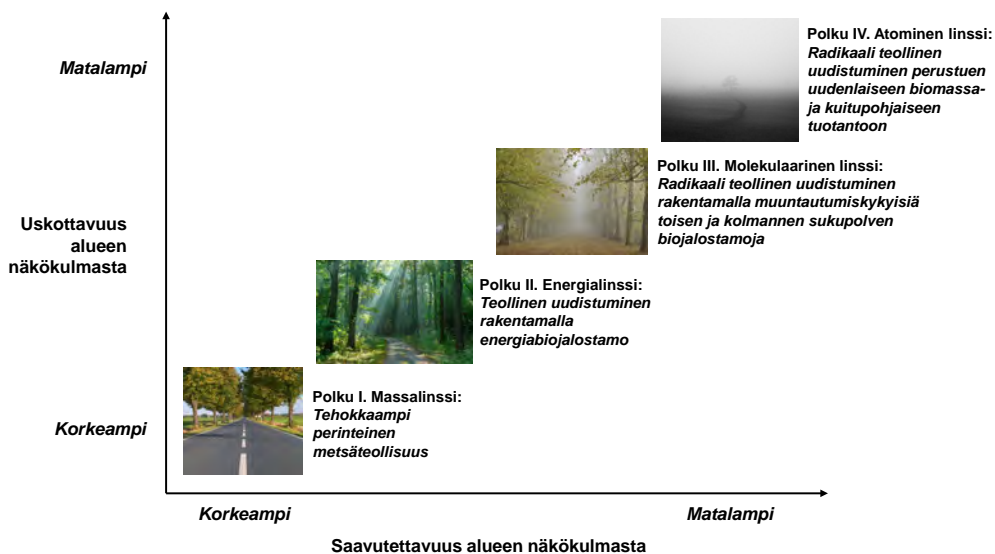 Matalampi
Polku IV. Atominen linssi:
Radikaali teollinen
uudistuminen perustuen
uudenlaiseen biomassa-
ja kuitupohjaiseen
tuotantoon
Polku III. Molekulaarinen linssi:
Radikaali teollinen uudistuminen
rakentamalla muuntautumiskykyisiä
toisen ja kolmannen sukupolven
biojalostamoja
Uskottavuus
alueen
näkökulmasta
Polku II. Energialinssi:
Teollinen uudistuminen
rakentamalla
energiabiojalostamo
Polku I. Massalinssi:
Tehokkaampi
perinteinen
metsäteollisuus
Korkeampi
Korkeampi
Matalampi
Saavutettavuus alueen näkökulmasta